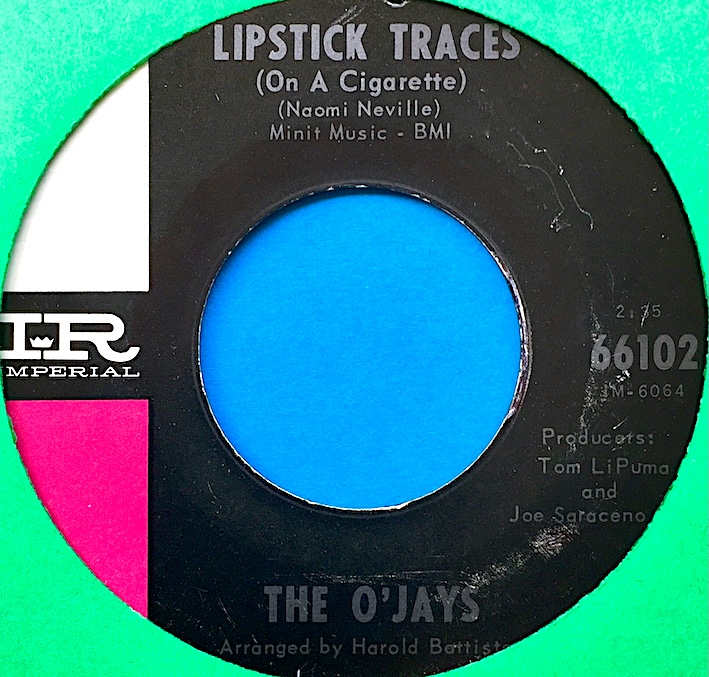 LIPSTICK TRACES
(On A Cigarette)
(Naomi Neville)
Minit Music - BMI
IR
IMPERIAL
2:35
66102
IM-6064
Producers:
Tom LiPuma
and
Joe Saraceno
THE O'JAYS
Arranged by Harold Battiste